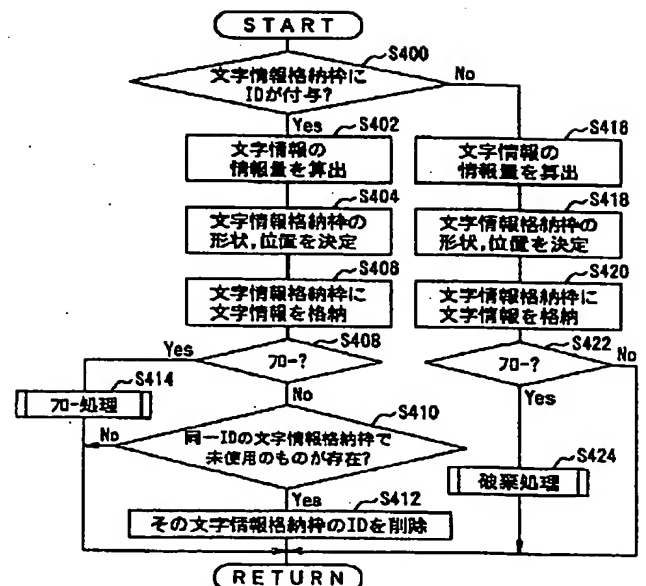 START
S400
文字情報格納枠に
IDが付与?
No
Yes
S402
文字情報の
情報量を算出
S404
文字情報格納枠の
形状,位置を決定
S408
文字情報格納枠に
文字情報を格納
S408
Yes
フロー?
No
S414
フロー処理
S410
同一IDの文字情報格納枠で
未使用のものが存在?
No
Yes
S412
その文字情報格納枠のIDを削除
S418
文字情報の
情報量を算出
S418
文字情報格納枠の
形状,位置を決定
S420
文字情報格納枠に
文字情報を格納
S422
フロー?
No
Yes
S424
破棄処理
RETURN